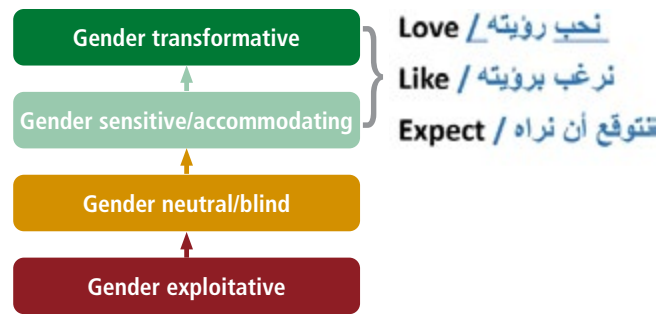 Gender transformative
Gender sensitive/accommodating
Gender neutral/blind
Gender exploitative
Love / نحب رؤيته
Like / نرغب برؤيته
Expect / نتوقع أن نراه